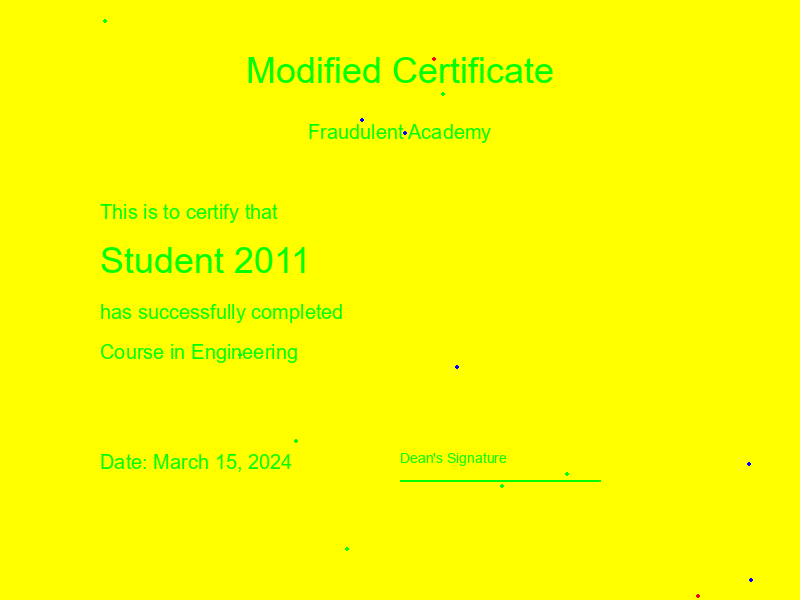 Modified Certificate
Fraudulent Academy
This is to certify that
Student 2011
has successfully completed
Course in Engineering
Date: March 15, 2024
Dean's Signature